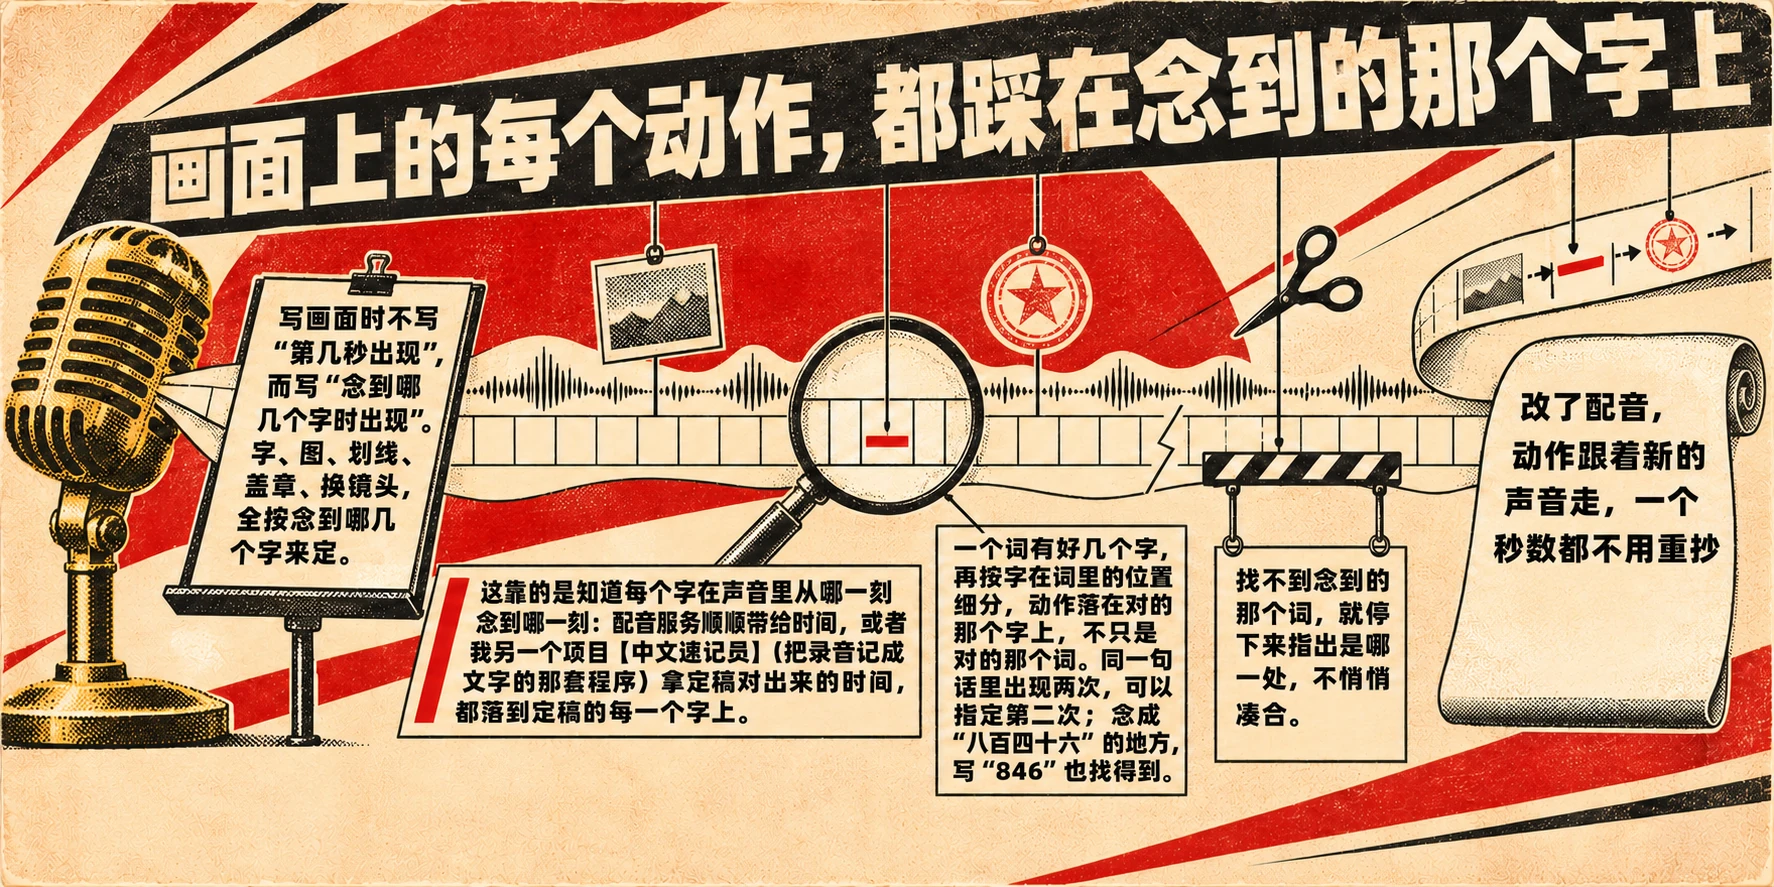 画面上的每个动作，都踩在念到的那个字上
写画面时不写
“第几秒出现”，
而写“念到哪
几个字时出现”。
字、图、划线、
盖章、换镜头，
全按念到哪几
个字来定。
这靠的是知道每个字在声音里从哪一刻
念到哪一刻：配音服务顺顺带给时间，或者
我另一个项目【中文速记员】（把录音记成
文字的那套程序）拿定稿对出来的时间，
都落到定稿的每一个字上。
一个词有好几个字，
再按字在词里的位置
细分，动作落在对的
那个字上，不只是
对的那个词。同一句
话里出现两次，可以
指定第二次；念成
“八百四十六”的地方，
写“846”也找得到。
找不到念到的
那个词，就停
下来指出是哪
一处，不悄悄
凑合。
改了配音，
动作跟着新的
声音走，一个
秒数都不用重抄